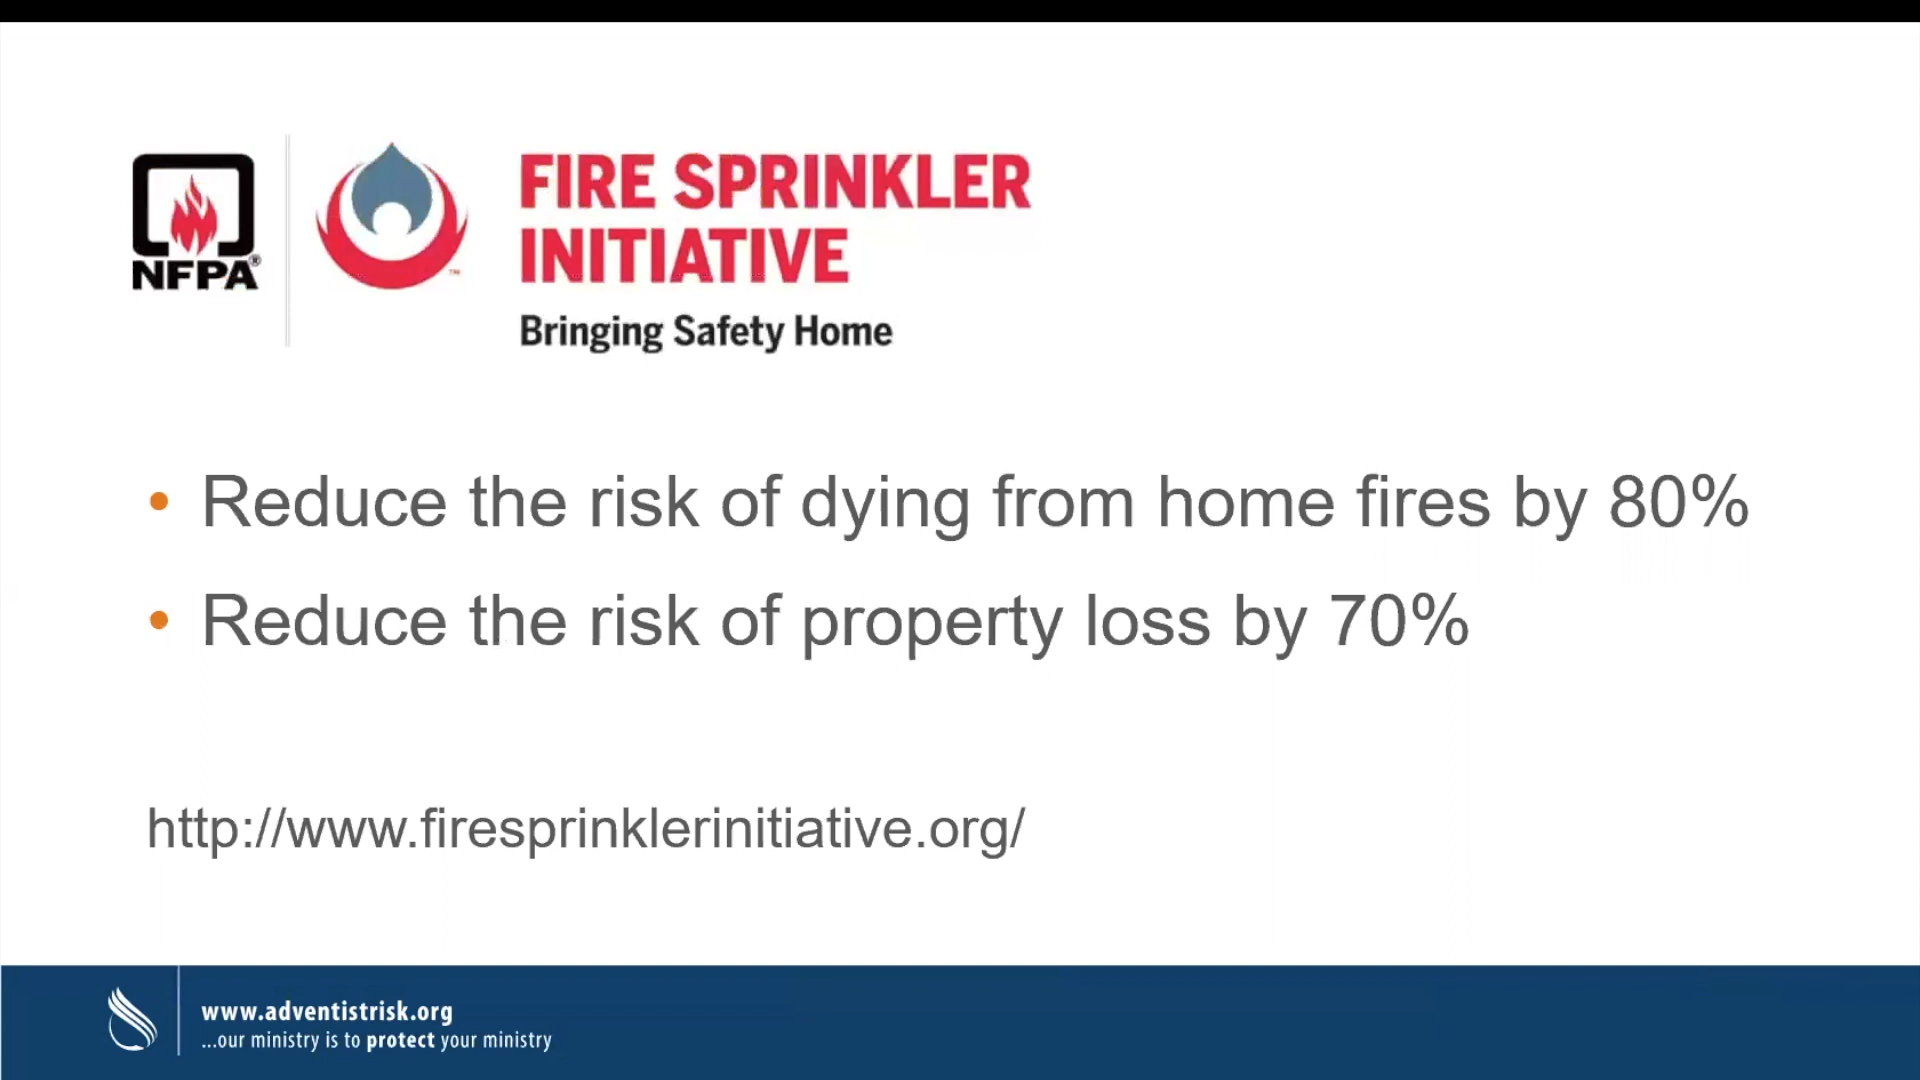 NFPA®
FIRE SPRINKLER
INITIATIVE
™
Bringing Safety Home
• Reduce the risk of dying from home fires by 80%
• Reduce the risk of property loss by 70%
http://www.firesprinklerinitiative.org/
www.adventistrisk.org
...our ministry is to protect your ministry